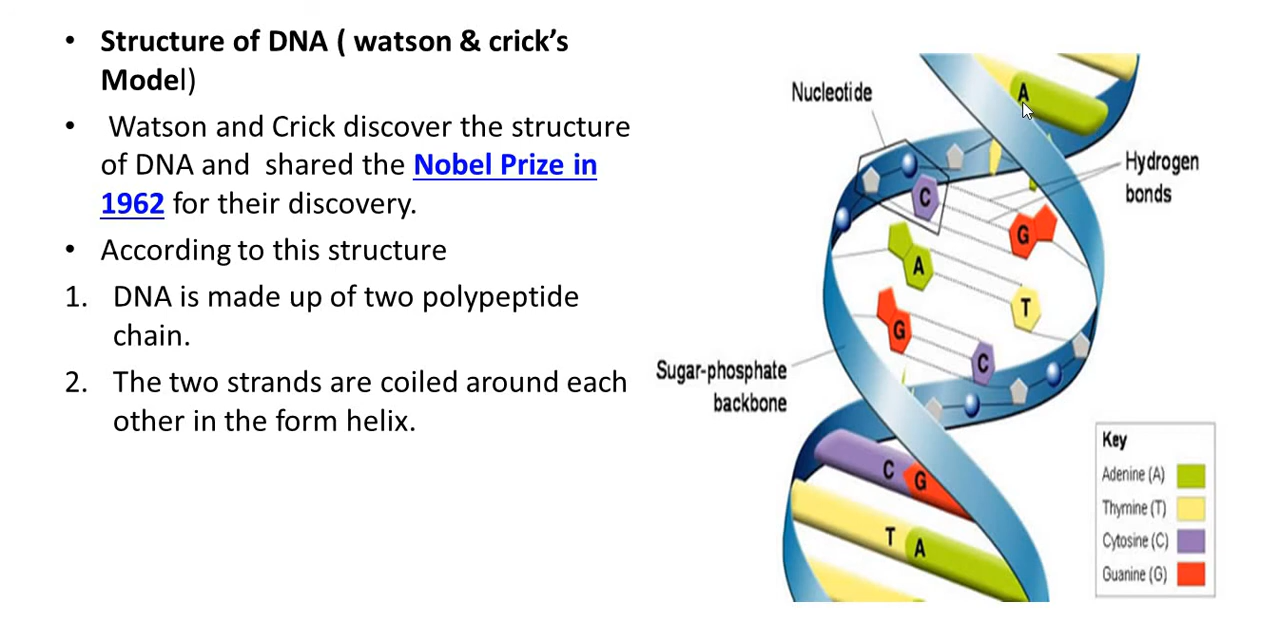 • Structure of DNA ( watson & crick’s
Model)
• Watson and Crick discover the structure
of DNA and shared the Nobel Prize in
1962 for their discovery.
• According to this structure
1. DNA is made up of two polypeptide
chain.
2. The two strands are coiled around each
other in the form helix.
Nucleotide
A
Hydrogen
bonds
C
G
A
T
G
C
Sugar-phosphate
backbone
C G
T A
Key
Adenine (A)
Thymine (T)
Cytosine (C)
Guanine (G)